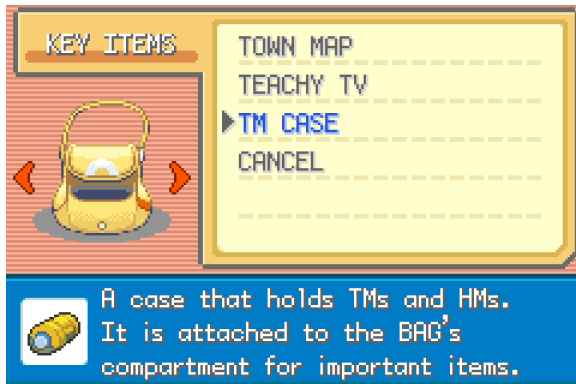 KEY ITEMS
TOWN MAP
TEACHY TV
TM CASE
CANCEL
A case that holds TMs and HMs.
It is attached to the BAG's
compartment for important items.